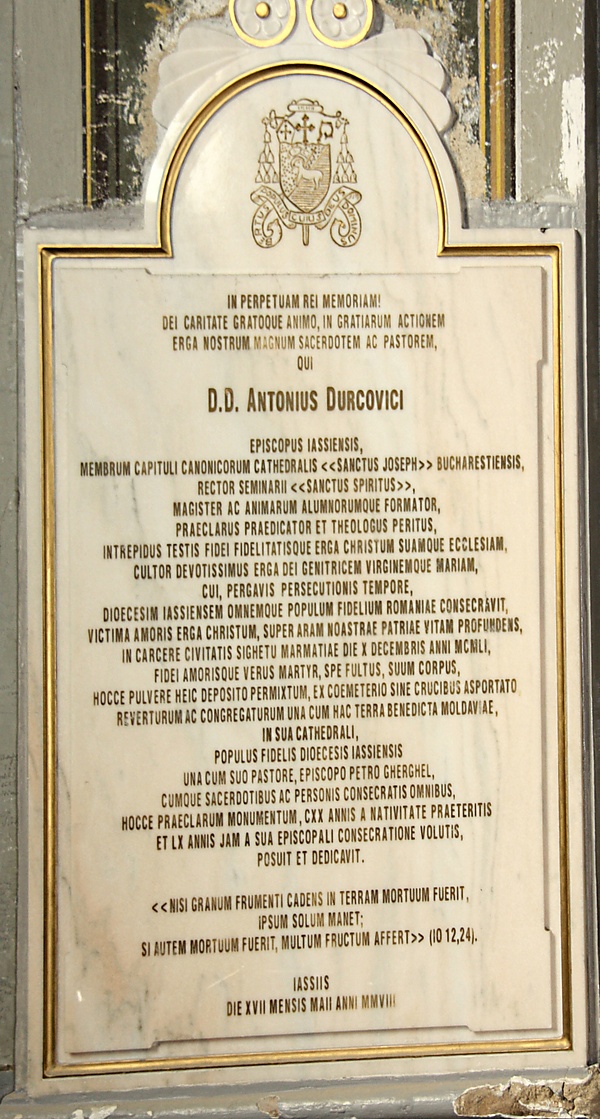 IN PERPETUAM REI MEMORIAM!
DEI CARITATE GRATOQUE ANIMO, IN GRATIARUM ACTIONEM
ERGA NOSTRUM MAGNUM SACERDOTEM AC PASTOREM,
QUI
D.D. ANTONIUS DURCOVICI
EPISCOPUS IASSIENSIS,
MEMBRUM CAPITULI CANONICORUM CATHEDRALIS <<SANCTUS JOSEPH>> BUCHARESTIENSIS,
RECTOR SEMINARII <<SANCTUS SPIRITUS>>,
MAGISTER AC ANIMARUM ALUMNORUMQUE FORMATOR,
PRAECLARUS PRAEDICATOR ET THEOLOGUS PERITUS,
INTREPIDUS TESTIS FIDEI FIDELITATISQUE ERGA CHRISTUM SUAMQUE ECCLESIAM,
CULTOR DEVOTISSIMUS ERGA DEI GENITRICEM VIRGINEMQUE MARIAM,
CUI, PERGAVIS PERSECUTIONIS TEMPORE,
DIOECESIM IASSIENSEM OMNEMQUE POPULUM FIDELIUM ROMANIAE CONSECRAVIT,
VICTIMA AMORIS ERGA CHRISTUM, SUPER ARAM NOASTRAE PATRIAE VITAM PROFUNDENS,
IN CARCERE CIVITATIS SIGHETU MARMATIAE DIE X DECEMBRIS ANNI MCMLI,
FIDEI AMORISQUE VERUS MARTYR, SPE FULTUS, SUUM CORPUS,
HOCCE PULVERE HEIC DEPOSITO PERMIXTUM, EX COEMETERIO SINE CRUCIBUS ASPORTATO
REVERTURUM AC CONGREGATURUM UNA CUM HAC TERRA BENEDICTA MOLDAVIAE,
IN SUA CATHEDRALI,
POPULUS FIDELIS DIOECESIS IASSIENSIS
UNA CUM SUO PASTORE, EPISCOPO PETRO GHERGHEL,
CUMQUE SACERDOTIBUS AC PERSONIS CONSECRATIS OMNIBUS,
HOCCE PRAECLARUM MONUMENTUM, CXX ANNIS A NATIVITATE PRAETERITIS
ET LX ANNIS JAM A SUA EPISCOPALI CONSECRATIONE VOLUTIS,
POSUIT ET DEDICAVIT.
<<NISI GRANUM FRUMENTI CADENS IN TERRAM MORTUUM FUERIT,
IPSUM SOLUM MANET;
SI AUTEM MORTUUM FUERIT, MULTUM FRUCTUM AFFERT>> (IO 12,24).
IASSIIS
DIE XVII MENSIS MAII ANNI MMVIII